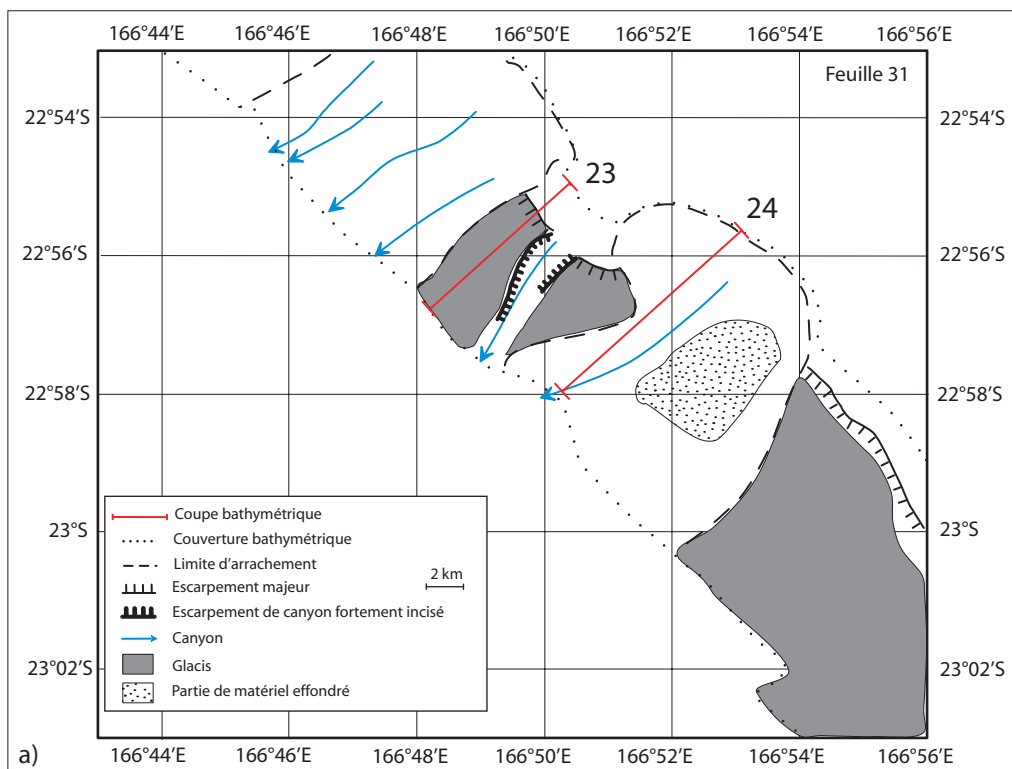 166°44′E 166°46′E 166°48′E 166°50′E 166°52′E 166°54′E 166°56′E
Feuille 31
22°54′S 22°54′S
23
24
22°56′S 22°56′S
22°58′S 22°58′S
Coupe bathymétrique
Couverture bathymétrique
23°S 23°S
Limite d'arrachement
Escarpement majeur
2 km
Escarpement de canyon fortement incisé
Canyon
Glacis
23°02′S 23°02′S
Partie de matériel effondré
a)
166°44′E 166°46′E 166°48′E 166°50′E 166°52′E 166°54′E 166°56′E